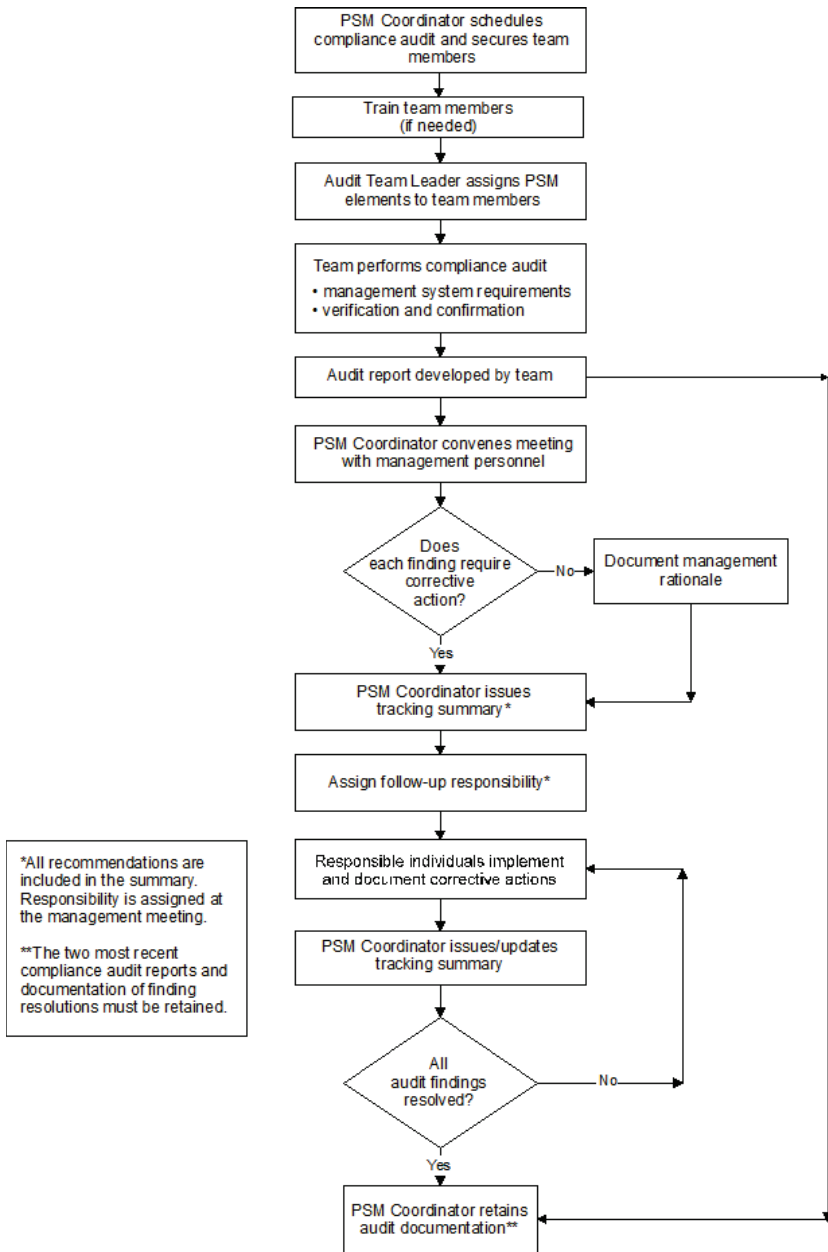 PSM Coordinator schedules
compliance audit and secures team
members
Train team members
(if needed)
Audit Team Leader assigns PSM
elements to team members
Team performs compliance audit
• management system requirements
• verification and confirmation
Audit report developed by team
PSM Coordinator convenes meeting
with management personnel
Does
each finding require
corrective
action?
No
Document management
rationale
Yes
PSM Coordinator issues
tracking summary*
Assign follow-up responsibility*
Responsible individuals implement
and document corrective actions
PSM Coordinator issues/updates
tracking summary
All
audit findings
resolved?
No
Yes
PSM Coordinator retains
audit documentation**
*All recommendations are
included in the summary.
Responsibility is assigned at
the management meeting.
**The two most recent
compliance audit reports and
documentation of finding
resolutions must be retained.